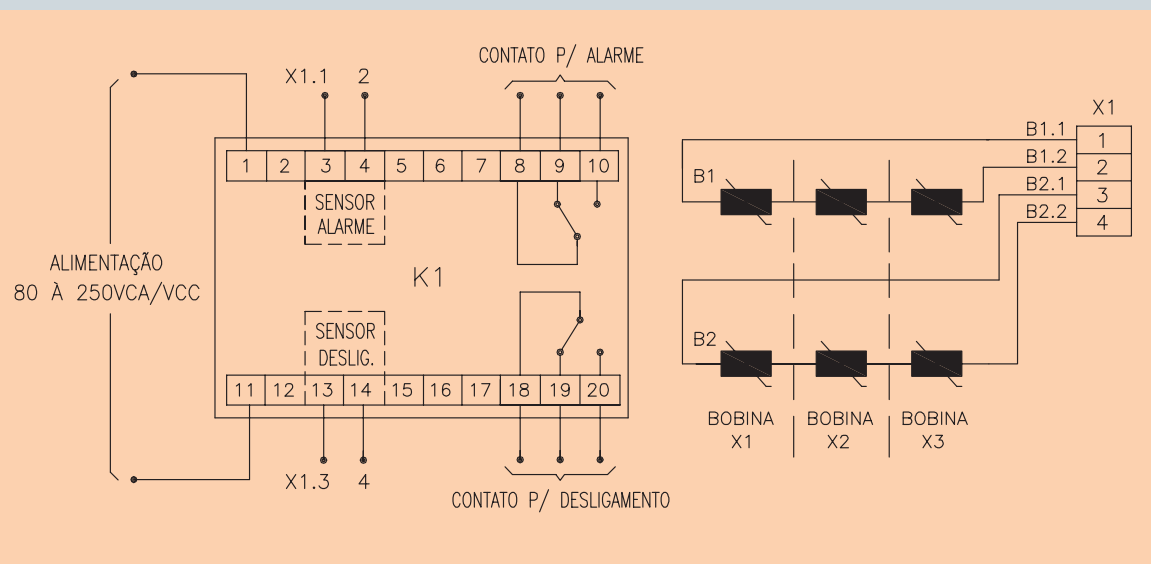 CONTATO P/ ALARME
X1.1 2
1 2 3 4 5 6 7 8 9 10
SENSOR
ALARME
K1
ALIMENTAÇÃO
80 À 250VCA/VCC
SENSOR
DESLIG.
11 12 13 14 15 16 17 18 19 20
X1.3 4
CONTATO P/ DESLIGAMENTO
X1
B1.1 1
B1.2 2
B2.1 3
B2.2 4
B1
B2
BOBINA
X1
BOBINA
X2
BOBINA
X3